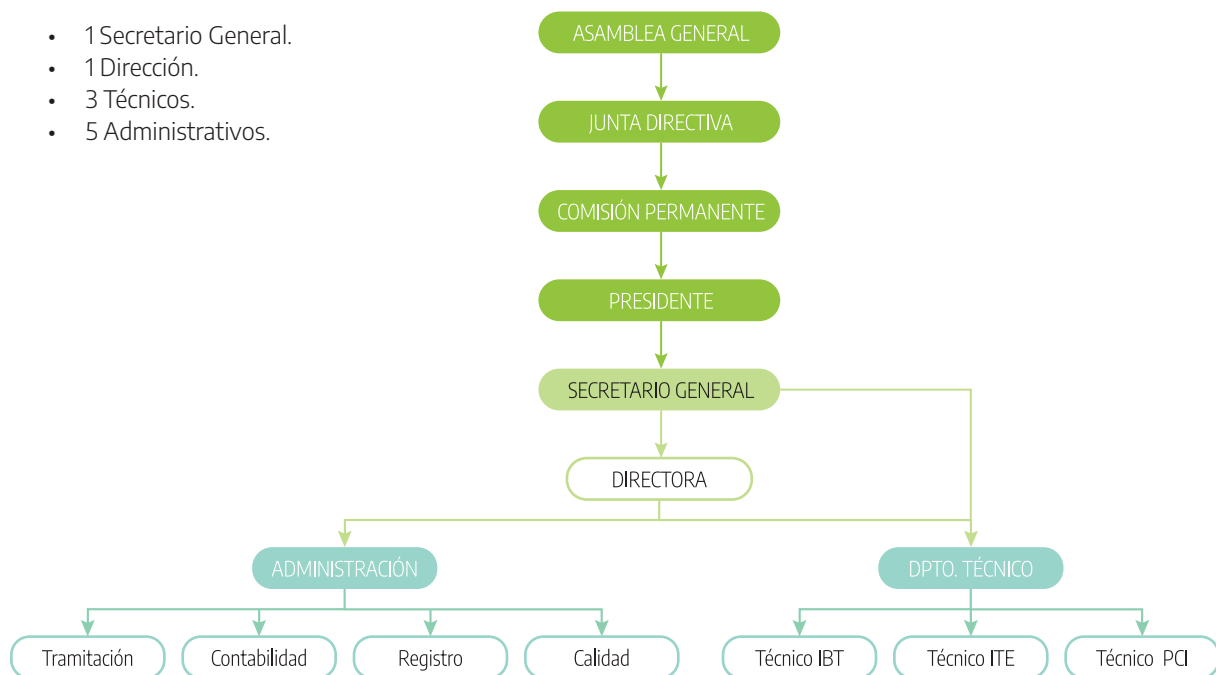 • 1 Secretario General.
• 1 Dirección.
• 3 Técnicos.
• 5 Administrativos.
ASAMBLEA GENERAL
JUNTA DIRECTIVA
COMISIÓN PERMANENTE
PRESIDENTE
SECRETARIO GENERAL
DIRECTORA
ADMINISTRACIÓN
DPTO. TÉCNICO
Tramitación
Contabilidad
Registro
Calidad
Técnico IBT
Técnico ITE
Técnico PCI